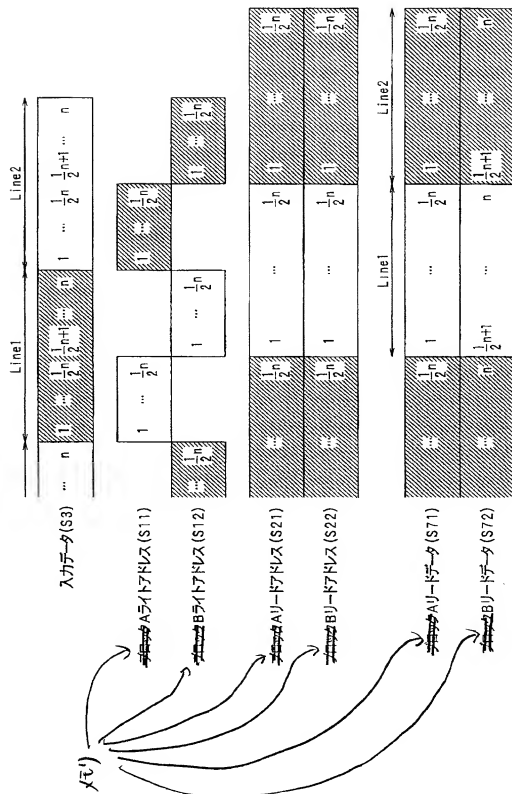 Line1 Line2
入力データ(S3) … n 1 … 1/2n 1/2n+1 … n 1 … 1/2n 1/2n+1 … n
メモリ
ブロックAライトアドレス(S11) 1 … 1/2n 1 … 1/2n
ブロックBライトアドレス(S12) … 1/2n 1 … 1/2n 1 … 1/2n
ブロックAリードアドレス(S21) … 1/2n 1 … 1/2n 1 … 1/2n
ブロックBリードアドレス(S22) … 1/2n 1 … 1/2n 1 … 1/2n
Line1 Line2
ブロックAリードデータ(S71) … 1/2n 1 … 1/2n 1 … 1/2n
ブロックBリードデータ(S72) … n 1/2n+1 … n 1/2n+1 … n